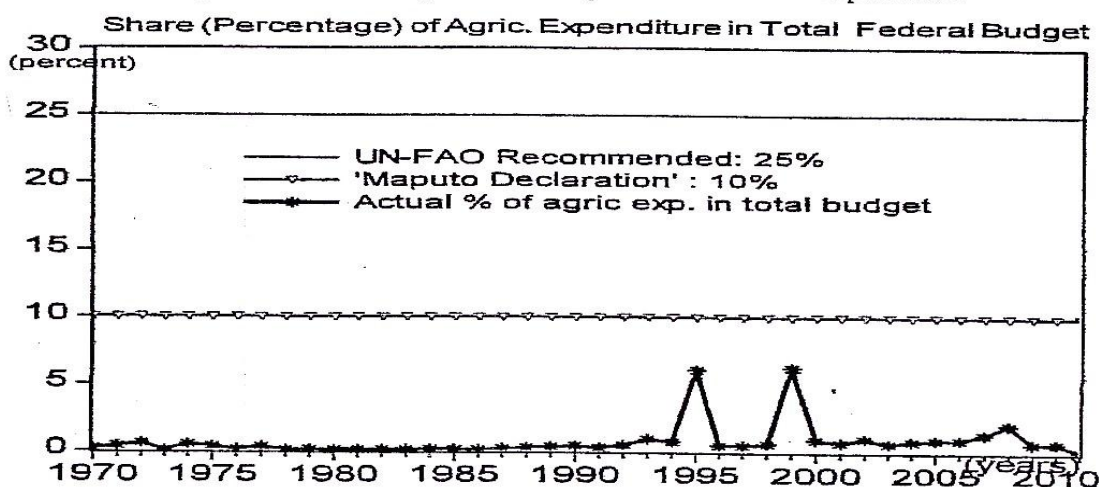 Share (Percentage) of Agric. Expenditure in Total Federal Budget
30
(percent)
25
UN-FAO Recommended: 25%
20
'Maputo Declaration' : 10%
Actual % of agric exp. in total budget
15
10
5
0
1970 1975 1980 1985 1990 1995 2000 2005 2010
(years)